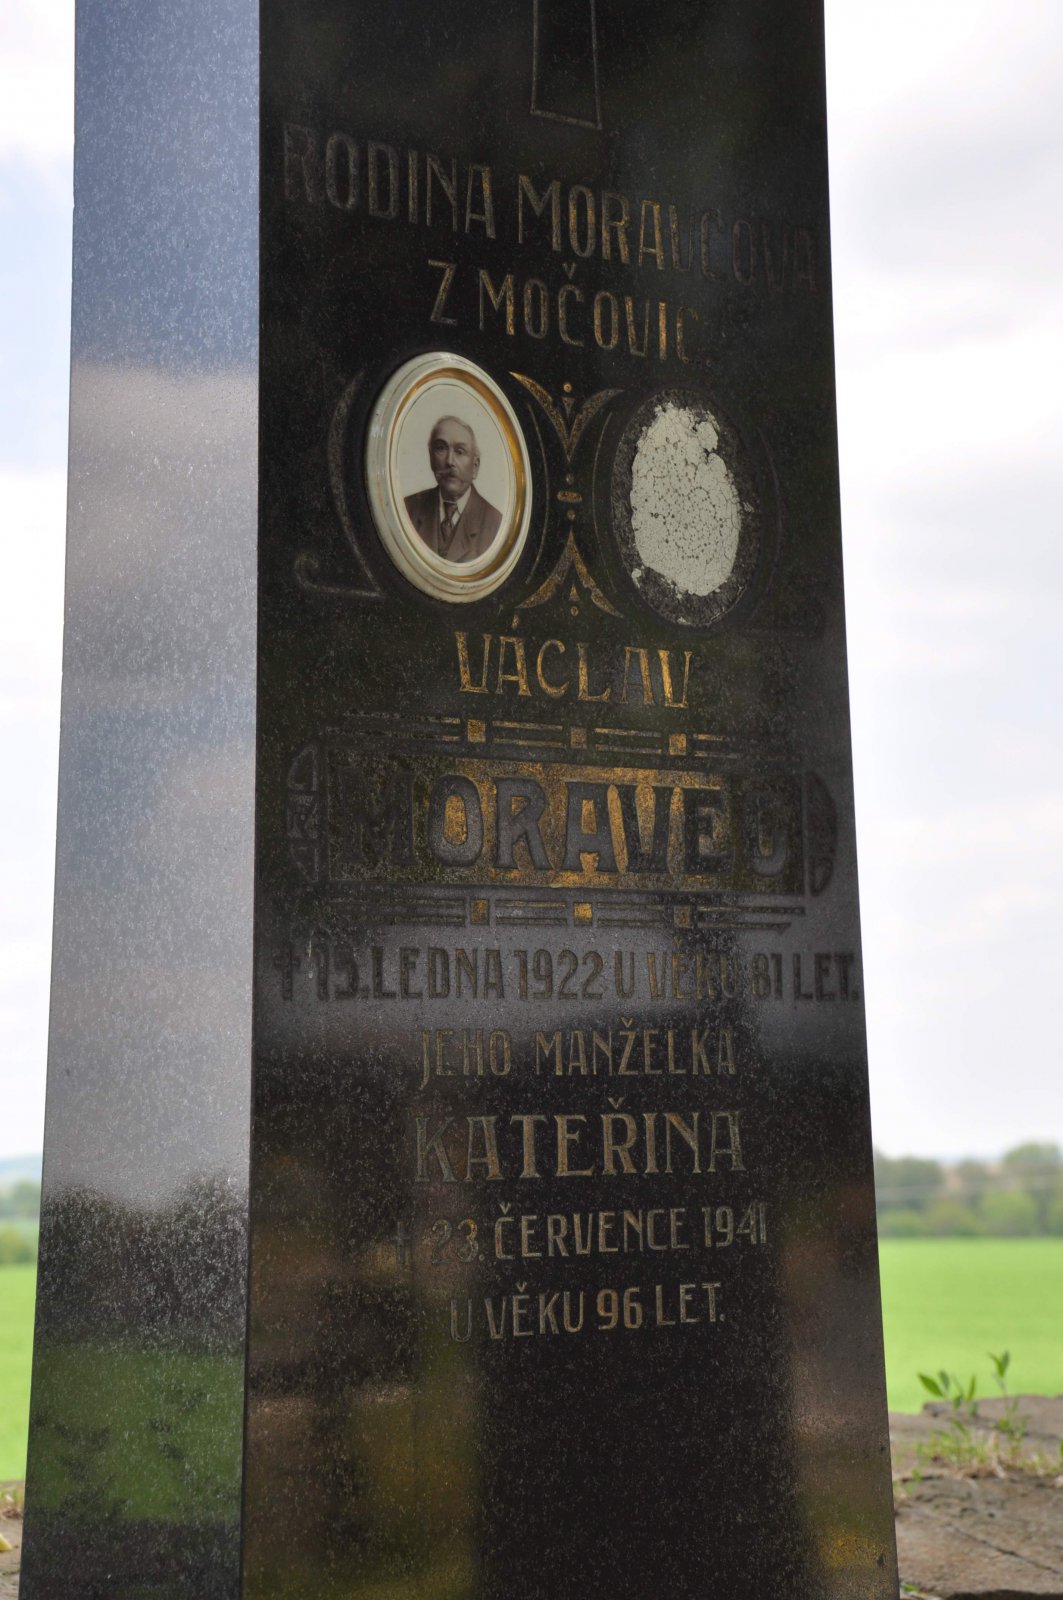 RODINA MORAVCOVA
Z MOČOVIC.
VÁCLAV
MORAVEC
† 15. LEDNA 1922 U VĚKU 81 LET.
JEHO MANŽELKA
KATEŘINA
† 23. ČERVENCE 1941
U VĚKU 96 LET.